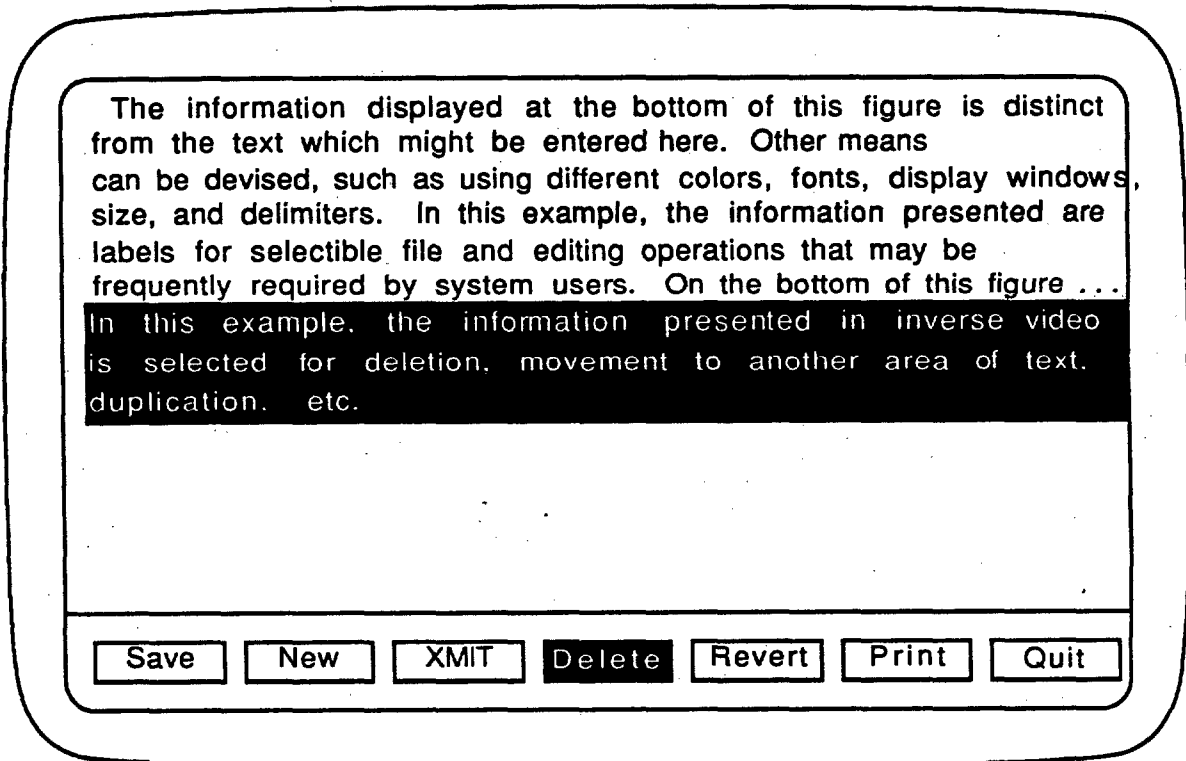 The information displayed at the bottom of this figure is distinct
from the text which might be entered here. Other means
can be devised, such as using different colors, fonts, display windows,
size, and delimiters. In this example, the information presented are
labels for selectible file and editing operations that may be
frequently required by system users. On the bottom of this figure ...
In this example. the information presented in inverse video
is selected for deletion, movement to another area of text.
duplication. etc.
Save New XMIT Delete Revert Print Quit